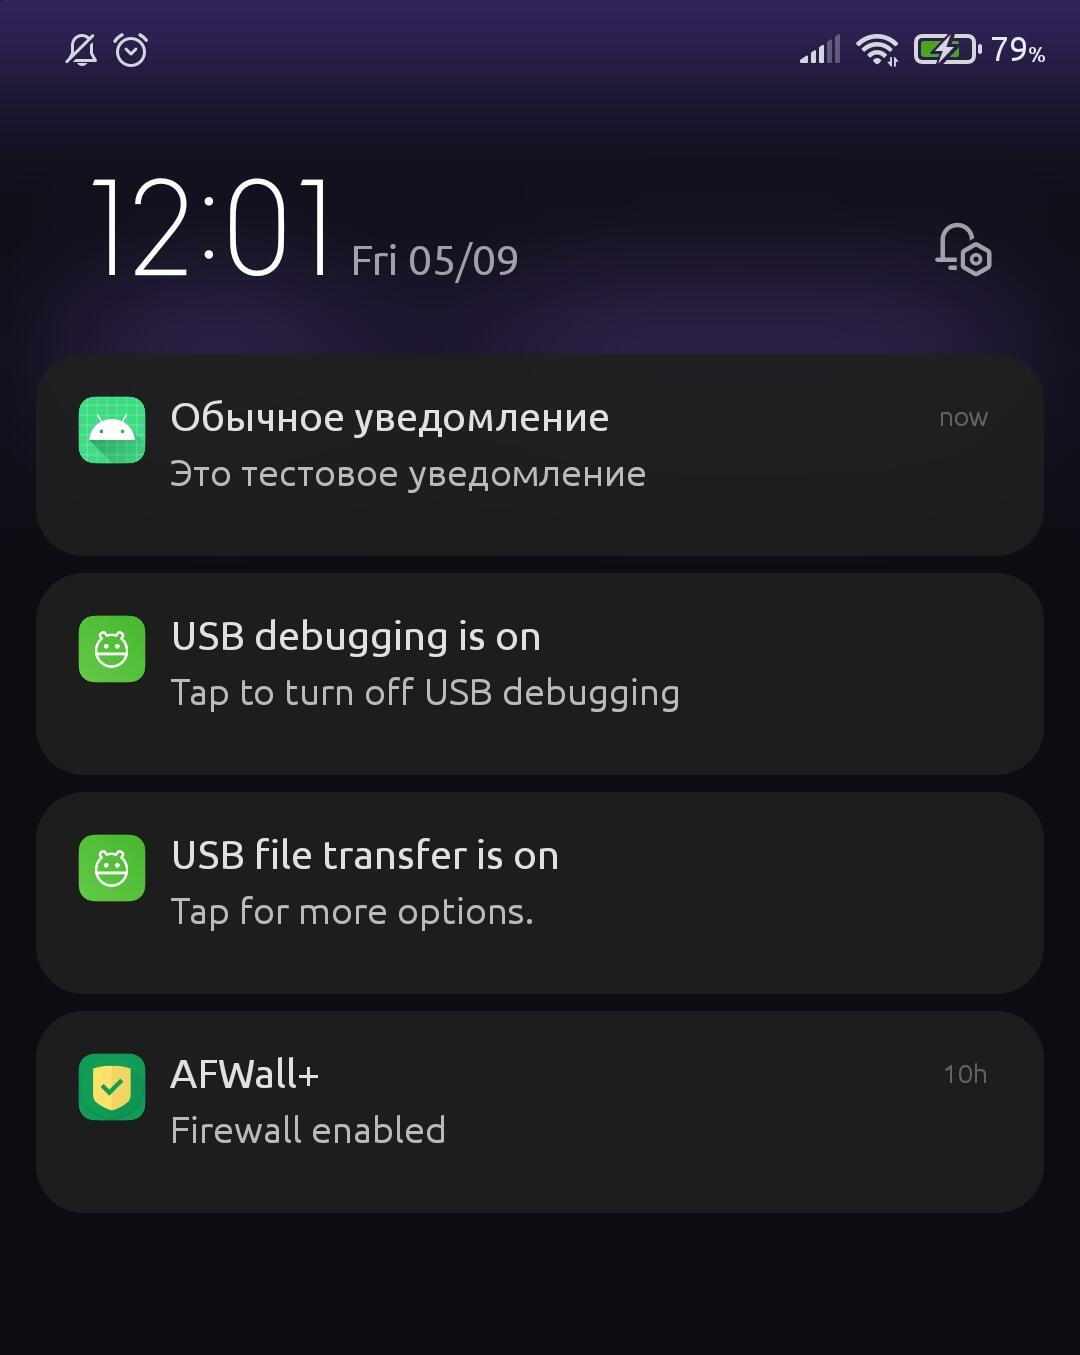 79%
12:01 Fri 05/09
Обычное уведомление now
Это тестовое уведомление
USB debugging is on
Tap to turn off USB debugging
USB file transfer is on
Tap for more options.
AFWall+ 10h
Firewall enabled